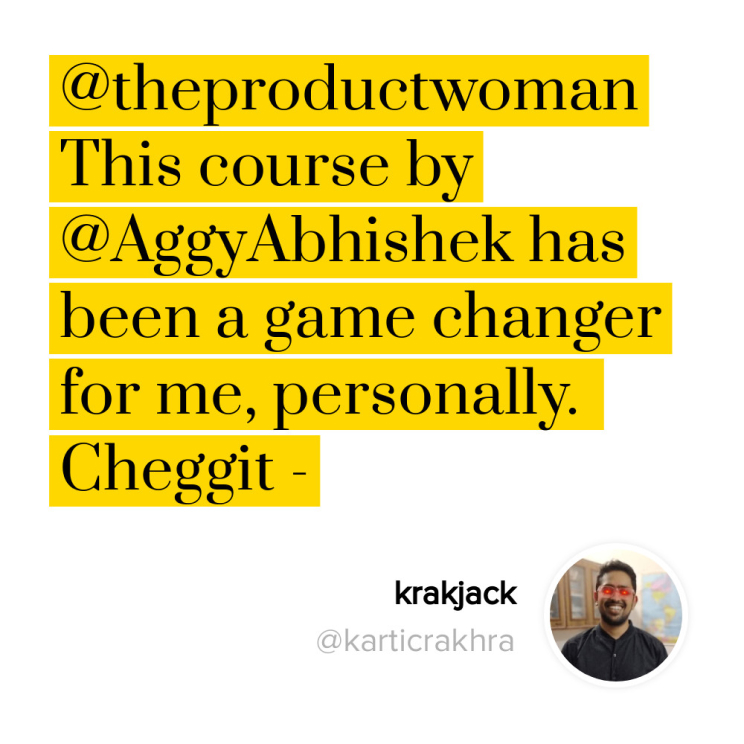 @theproductwoman
This course by
@AggyAbhishek has
been a game changer
for me, personally.
Cheggit -
krakjack
@karticrakhra